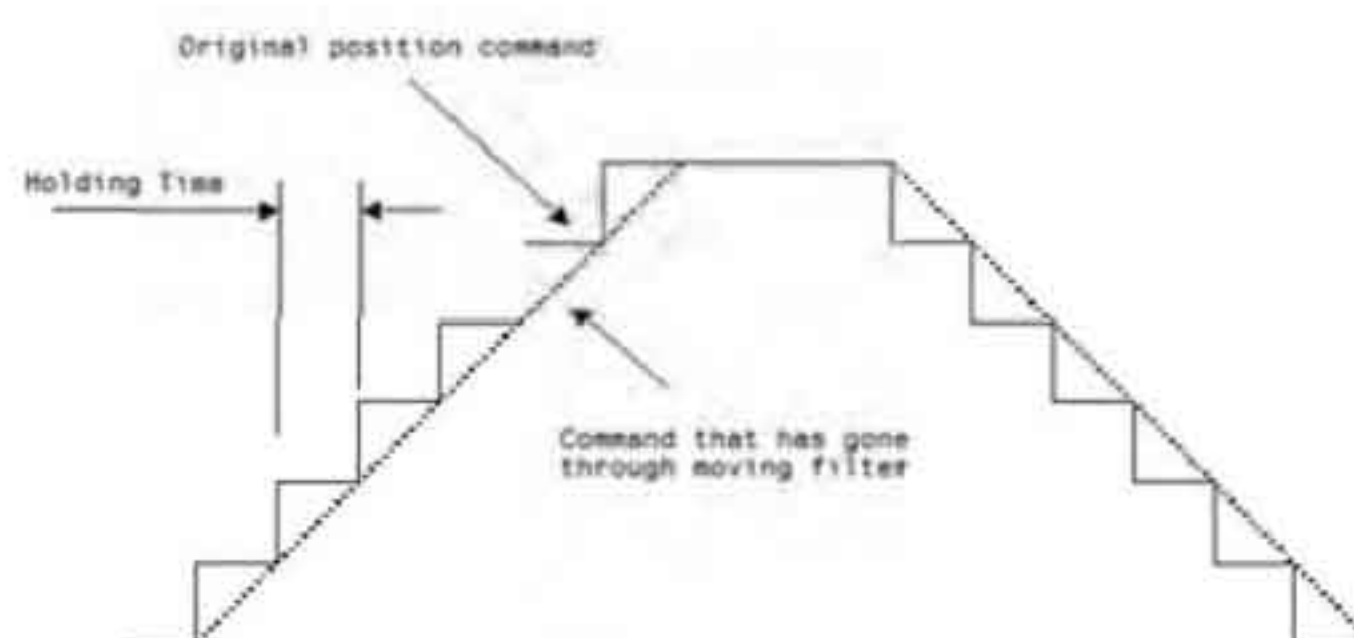 Original position command
Holding Time
Command that has gone
through moving filter